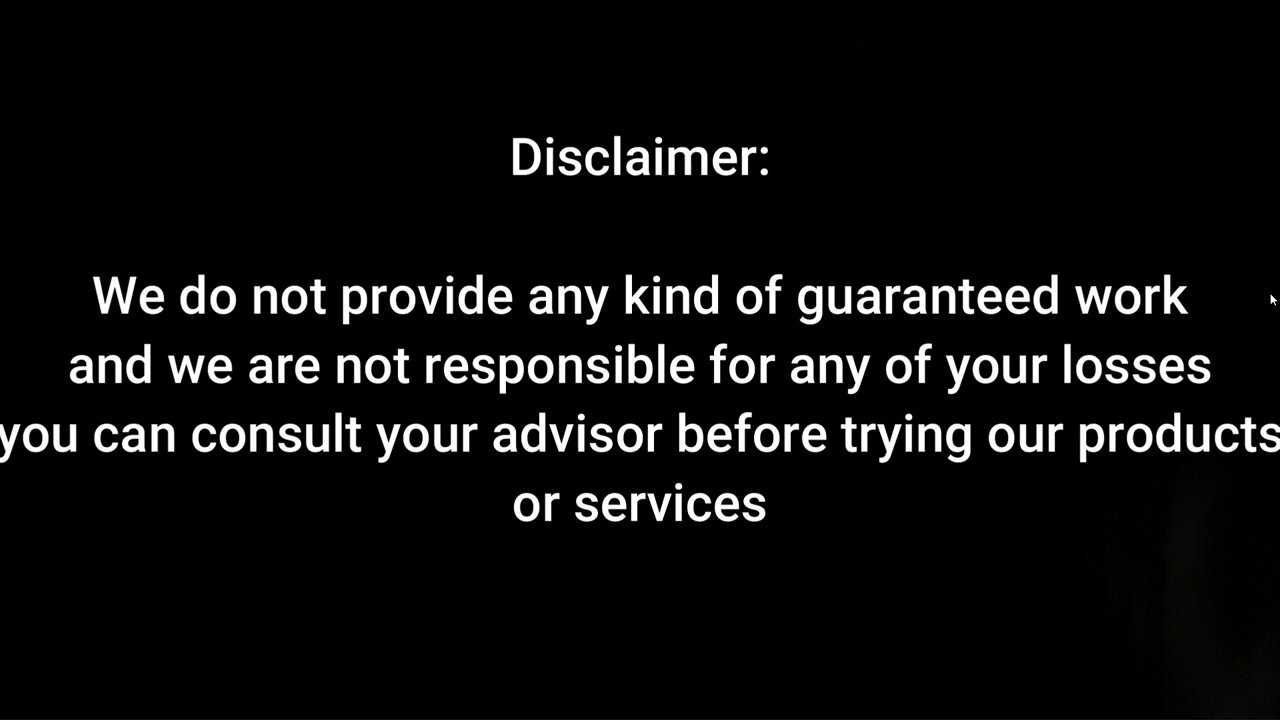 Disclaimer:
We do not provide any kind of guaranteed work
and we are not responsible for any of your losses
you can consult your advisor before trying our products
or services